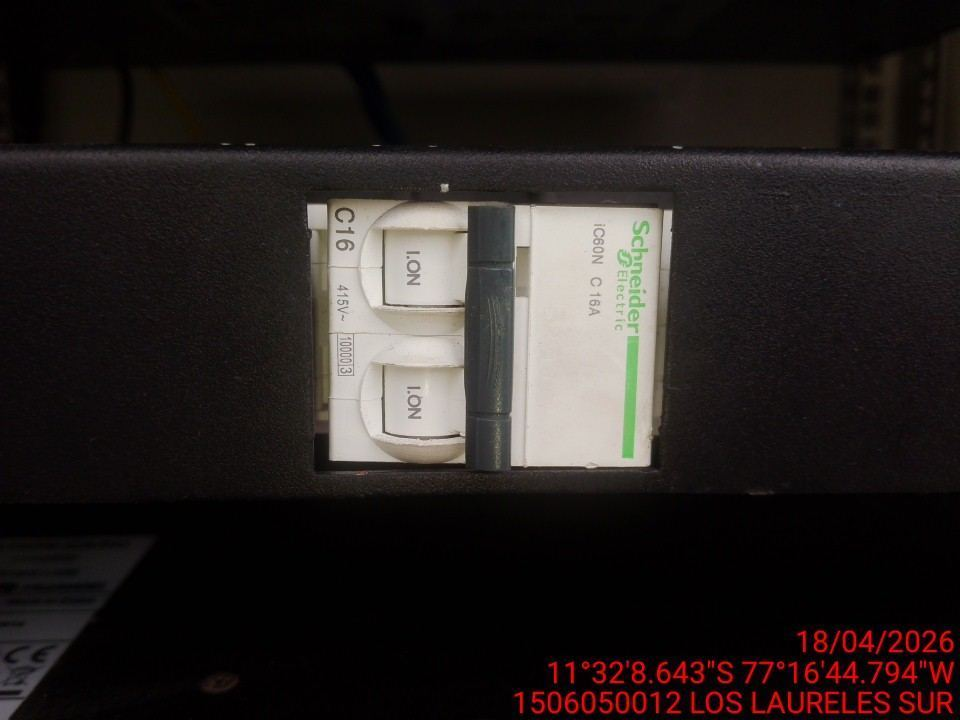 C16
415V~
10000 3
I.ON
I.ON
iC60N C 16A
Schneider
Electric
CE
18/04/2026
11°32'8.643"S 77°16'44.794"W
1506050012 LOS LAURELES SUR